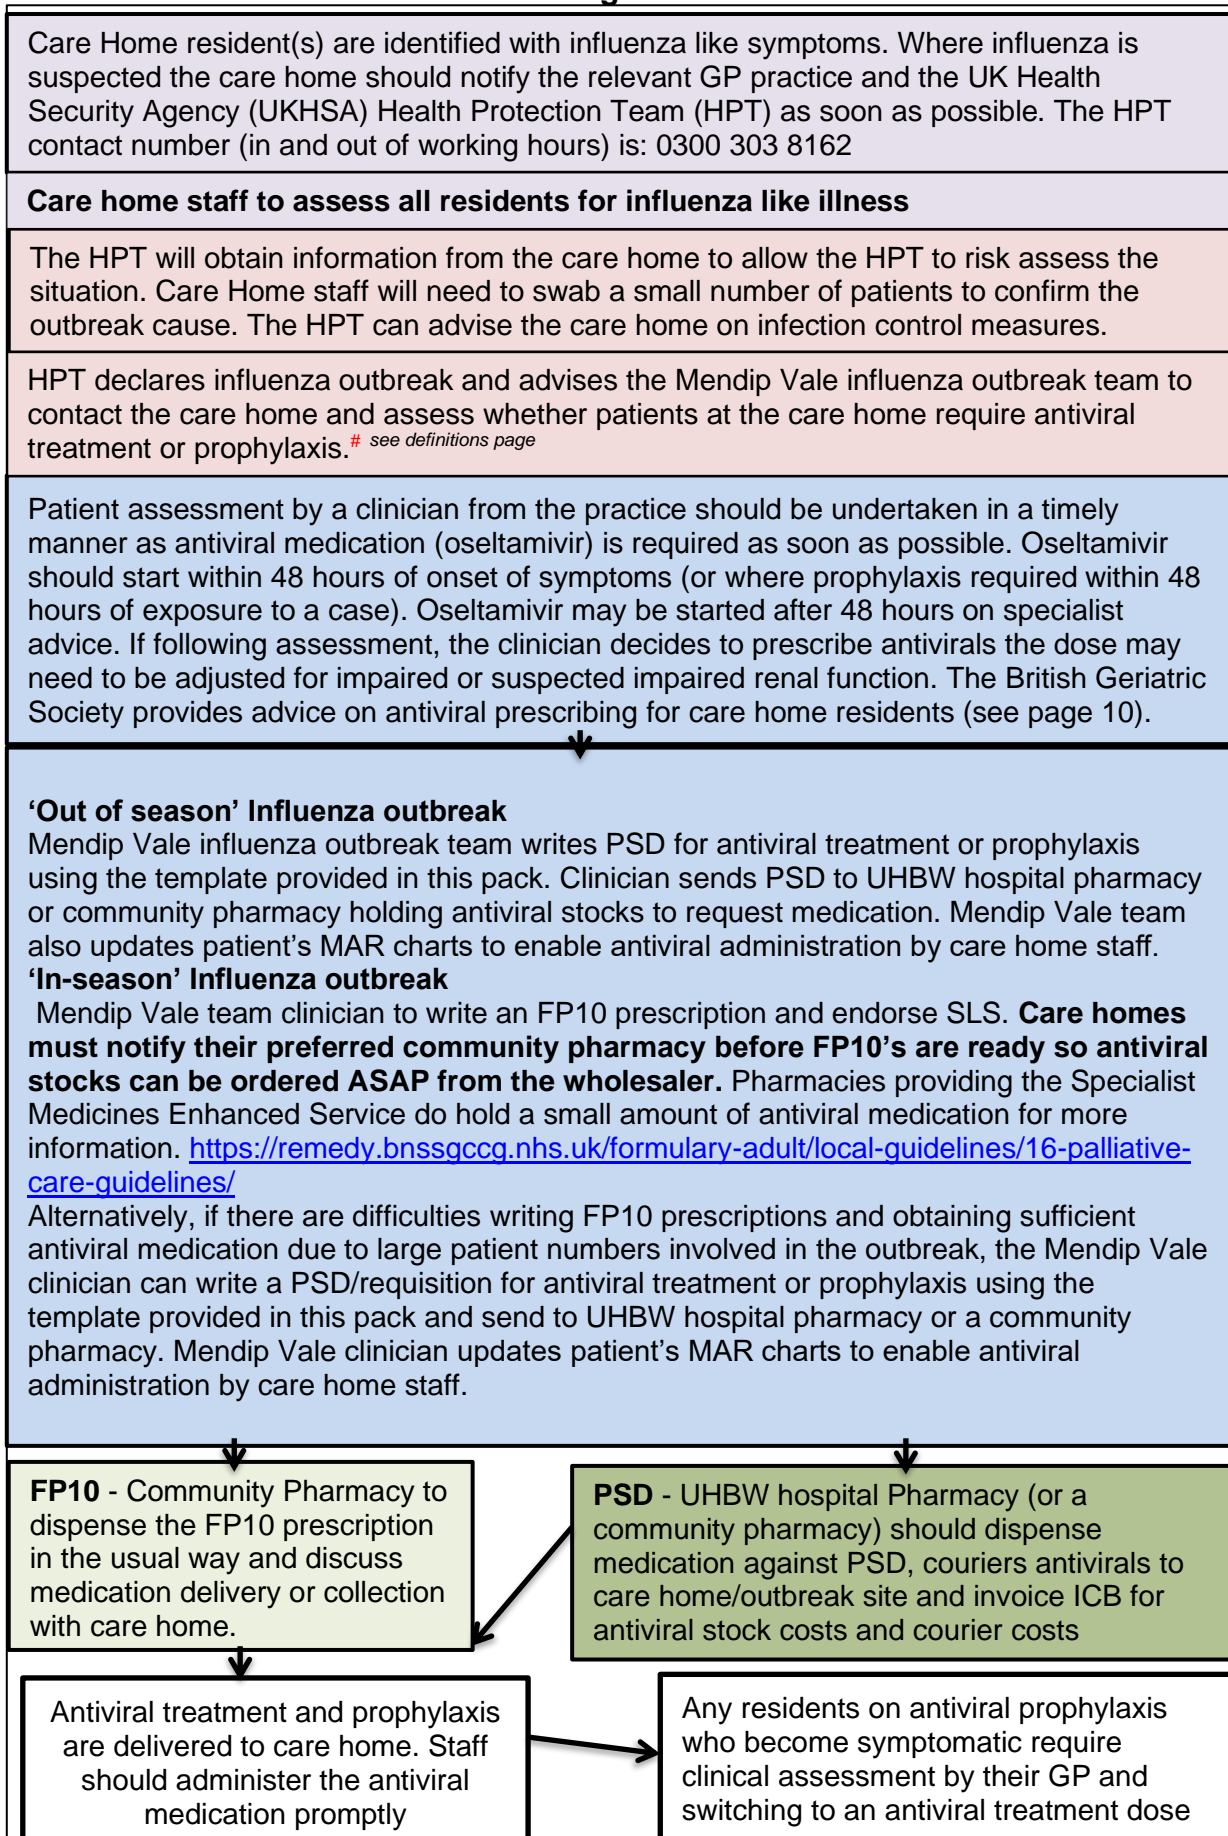 Care Home resident(s) are identified with influenza like symptoms. Where influenza is
suspected the care home should notify the relevant GP practice and the UK Health
Security Agency (UKHSA) Health Protection Team (HPT) as soon as possible. The HPT
contact number (in and out of working hours) is: 0300 303 8162
Care home staff to assess all residents for influenza like illness
The HPT will obtain information from the care home to allow the HPT to risk assess the
situation. Care Home staff will need to swab a small number of patients to confirm the
outbreak cause. The HPT can advise the care home on infection control measures.
HPT declares influenza outbreak and advises the Mendip Vale influenza outbreak team to
contact the care home and assess whether patients at the care home require antiviral
treatment or prophylaxis.# see definitions page
Patient assessment by a clinician from the practice should be undertaken in a timely
manner as antiviral medication (oseltamivir) is required as soon as possible. Oseltamivir
should start within 48 hours of onset of symptoms (or where prophylaxis required within 48
hours of exposure to a case). Oseltamivir may be started after 48 hours on specialist
advice. If following assessment, the clinician decides to prescribe antivirals the dose may
need to be adjusted for impaired or suspected impaired renal function. The British Geriatric
Society provides advice on antiviral prescribing for care home residents (see page 10).
‘Out of season’ Influenza outbreak
Mendip Vale influenza outbreak team writes PSD for antiviral treatment or prophylaxis
using the template provided in this pack. Clinician sends PSD to UHBW hospital pharmacy
or community pharmacy holding antiviral stocks to request medication. Mendip Vale team
also updates patient’s MAR charts to enable antiviral administration by care home staff.
‘In-season’ Influenza outbreak
Mendip Vale team clinician to write an FP10 prescription and endorse SLS. Care homes
must notify their preferred community pharmacy before FP10’s are ready so antiviral
stocks can be ordered ASAP from the wholesaler. Pharmacies providing the Specialist
Medicines Enhanced Service do hold a small amount of antiviral medication for more
information. https://remedy.bnssgccg.nhs.uk/formulary-adult/local-guidelines/16-palliative-
care-guidelines/
Alternatively, if there are difficulties writing FP10 prescriptions and obtaining sufficient
antiviral medication due to large patient numbers involved in the outbreak, the Mendip Vale
clinician can write a PSD/requisition for antiviral treatment or prophylaxis using the
template provided in this pack and send to UHBW hospital pharmacy or a community
pharmacy. Mendip Vale clinician updates patient’s MAR charts to enable antiviral
administration by care home staff.
FP10 - Community Pharmacy to
dispense the FP10 prescription
in the usual way and discuss
medication delivery or collection
with care home.
PSD - UHBW hospital Pharmacy (or a
community pharmacy) should dispense
medication against PSD, couriers antivirals to
care home/outbreak site and invoice ICB for
antiviral stock costs and courier costs
Antiviral treatment and prophylaxis
are delivered to care home. Staff
should administer the antiviral
medication promptly
Any residents on antiviral prophylaxis
who become symptomatic require
clinical assessment by their GP and
switching to an antiviral treatment dose